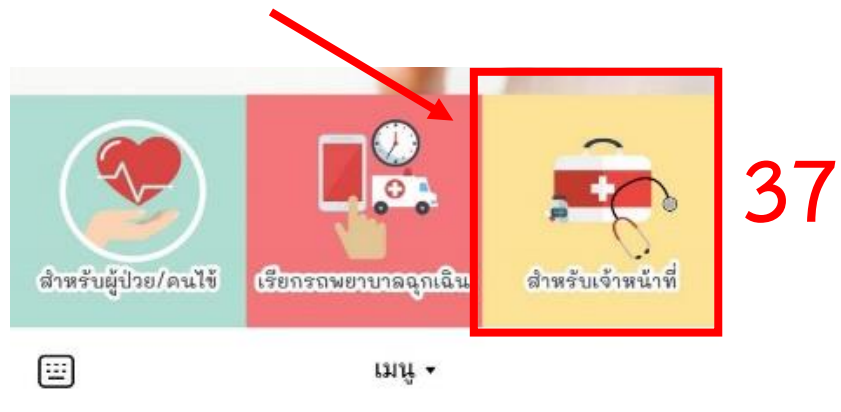 37
สำหรับผู้ป่วย/คนไข้
เรียกรถพยาบาลฉุกเฉิน
สำหรับเจ้าหน้าที่
เมนู